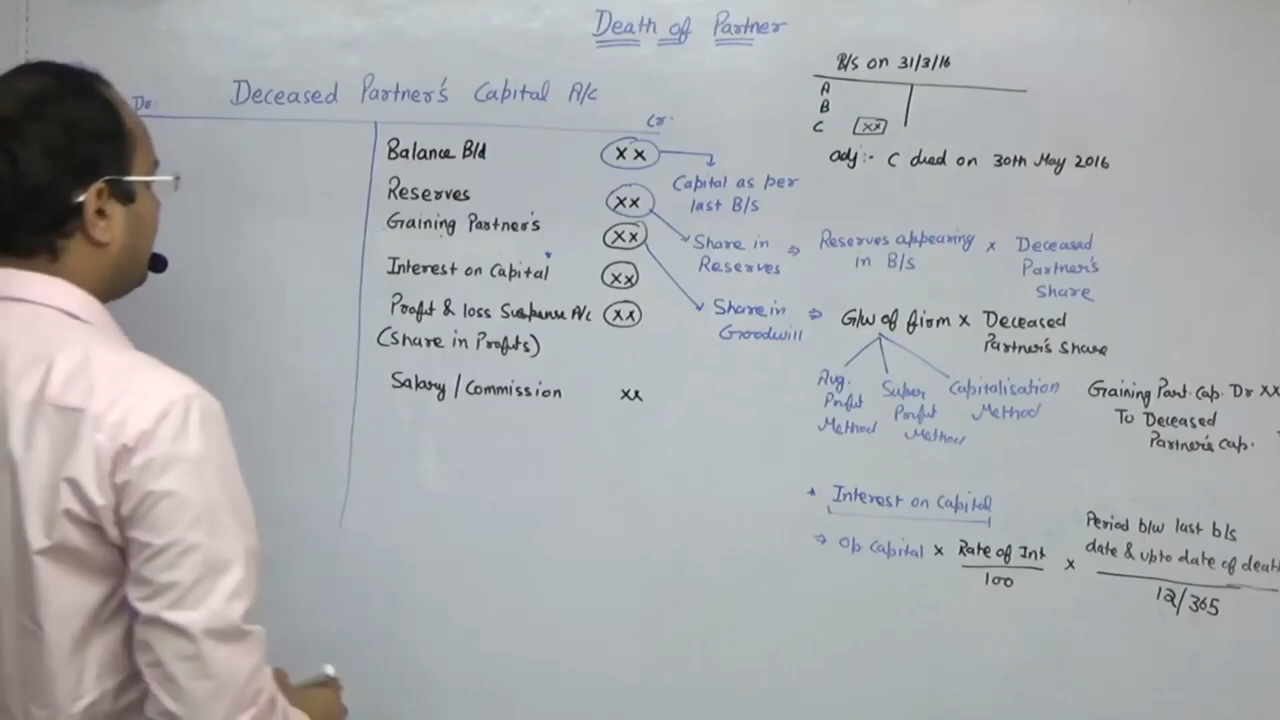 Death of Partner
Deceased Partner's Capital A/c
Dr
Cr.
Balance B/d xx
Reserves xx
Gaining Partner's xx
Interest on Capital * xx
Profit & loss Suspense A/c xx
(Share in Profits)
Salary / Commission xx
Capital as per
last B/S
Share in
Reserves
⇒ Reserves appearing
in B/S
× Deceased
Partner's
Share
Share in
Goodwill
⇒ G/w of firm × Deceased
Partner's Share
Avg.
Profit
Method
Super
Profit
Method
Capitalisation
Method
B/S on 31/3/16
A
B
C xx
adj:- C died on 30th May 2016
Gaining Part. Cap. Dr xx
To Deceased
Partner's Cap.
* Interest on Capital
⇒ Op Capital × Rate of Int
100
× Period b/w last b/s
date & upto date of death
12/365